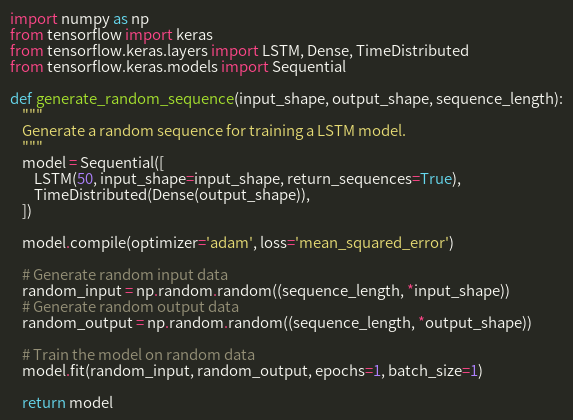 import numpy as np
from tensorflow import keras
from tensorflow.keras.layers import LSTM, Dense, TimeDistributed
from tensorflow.keras.models import Sequential

def generate_random_sequence(input_shape, output_shape, sequence_length):
    """
    Generate a random sequence for training a LSTM model.
    """
    model = Sequential([
        LSTM(50, input_shape=input_shape, return_sequences=True),
        TimeDistributed(Dense(output_shape)),
    ])

    model.compile(optimizer='adam', loss='mean_squared_error')

    # Generate random input data
    random_input = np.random.random((sequence_length, *input_shape))
    # Generate random output data
    random_output = np.random.random((sequence_length, *output_shape))

    # Train the model on random data
    model.fit(random_input, random_output, epochs=1, batch_size=1)

    return model